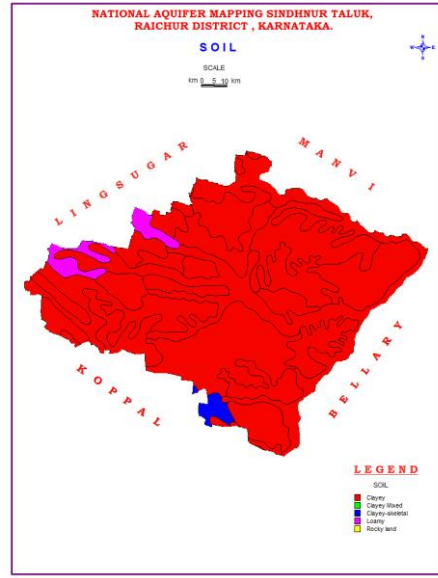 NATIONAL AQUIFER MAPPING SINDHNUR TALUK,
RAICHUR DISTRICT , KARNATAKA.
SOIL
N
W E
S
SCALE
km 0 5 10 km
LINGSUGAR
MANVI
KOPPAL
BELLARY
LEGEND
SOIL
Clayey
Clayey Mixed
Clayey-skeletal
Loamy
Rocky land